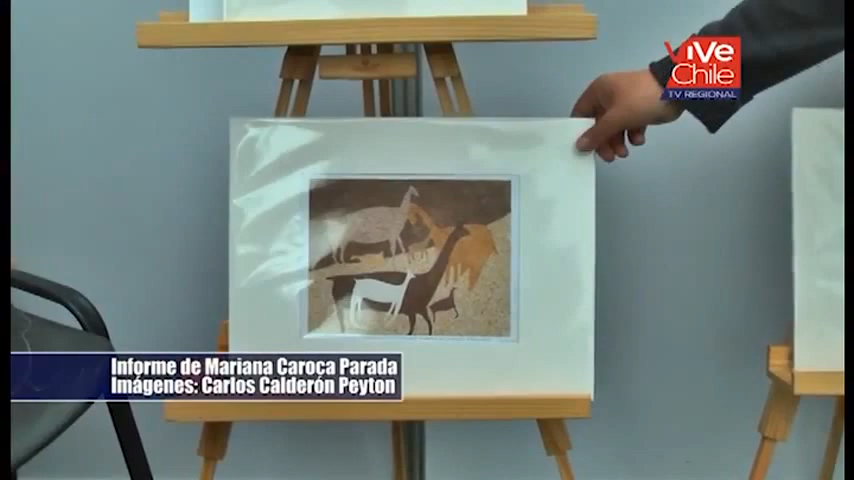 ViVe
Chile
TV REGIONAL
Informe de Mariana Caroca Parada
Imágenes: Carlos Calderón Peyton